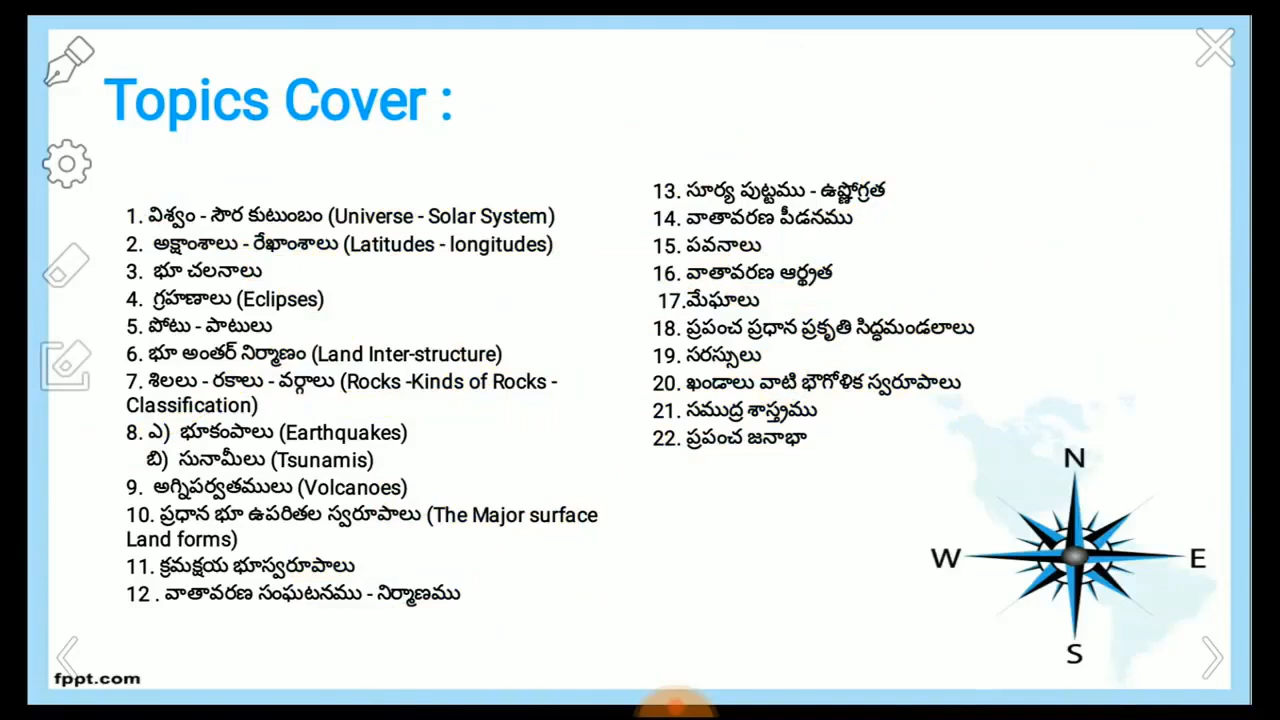 Topics Cover :
1. విశ్వం - సౌర కుటుంబం (Universe - Solar System)
2. అక్షాంశాలు - రేఖాంశాలు (Latitudes - longitudes)
3. భూ చలనాలు
4. గ్రహణాలు (Eclipses)
5. పోటు - పాటులు
6. భూ అంతర్ నిర్మాణం (Land Inter-structure)
7. శిలలు - రకాలు - వర్గాలు (Rocks -Kinds of Rocks -
Classification)
8. ఎ) భూకంపాలు (Earthquakes)
బి) సునామీలు (Tsunamis)
9. అగ్నిపర్వతములు (Volcanoes)
10. ప్రధాన భూ ఉపరితల స్వరూపాలు (The Major surface
Land forms)
11. క్రమక్షయ భూస్వరూపాలు
12 . వాతావరణ సంఘటనము - నిర్మాణము
13. సూర్య పుట్టము - ఉష్ణోగ్రత
14. వాతావరణ పీడనము
15. పవనాలు
16. వాతావరణ ఆర్థ్రత
17.మేఘాలు
18. ప్రపంచ ప్రధాన ప్రకృతి సిద్ధమండలాలు
19. సరస్సులు
20. ఖండాలు వాటి భౌగోళిక స్వరూపాలు
21. సముద్ర శాస్త్రము
22. ప్రపంచ జనాభా
N
W
E
S
fppt.com